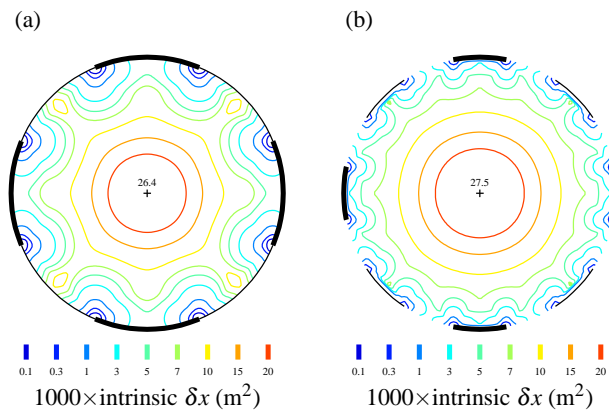 (a)
(b)
26.4
27.5
0.1 0.3 1 3 5 7 10 15 20
0.1 0.3 1 3 5 7 10 15 20
1000×intrinsic δx (m²)
1000×intrinsic δx (m²)